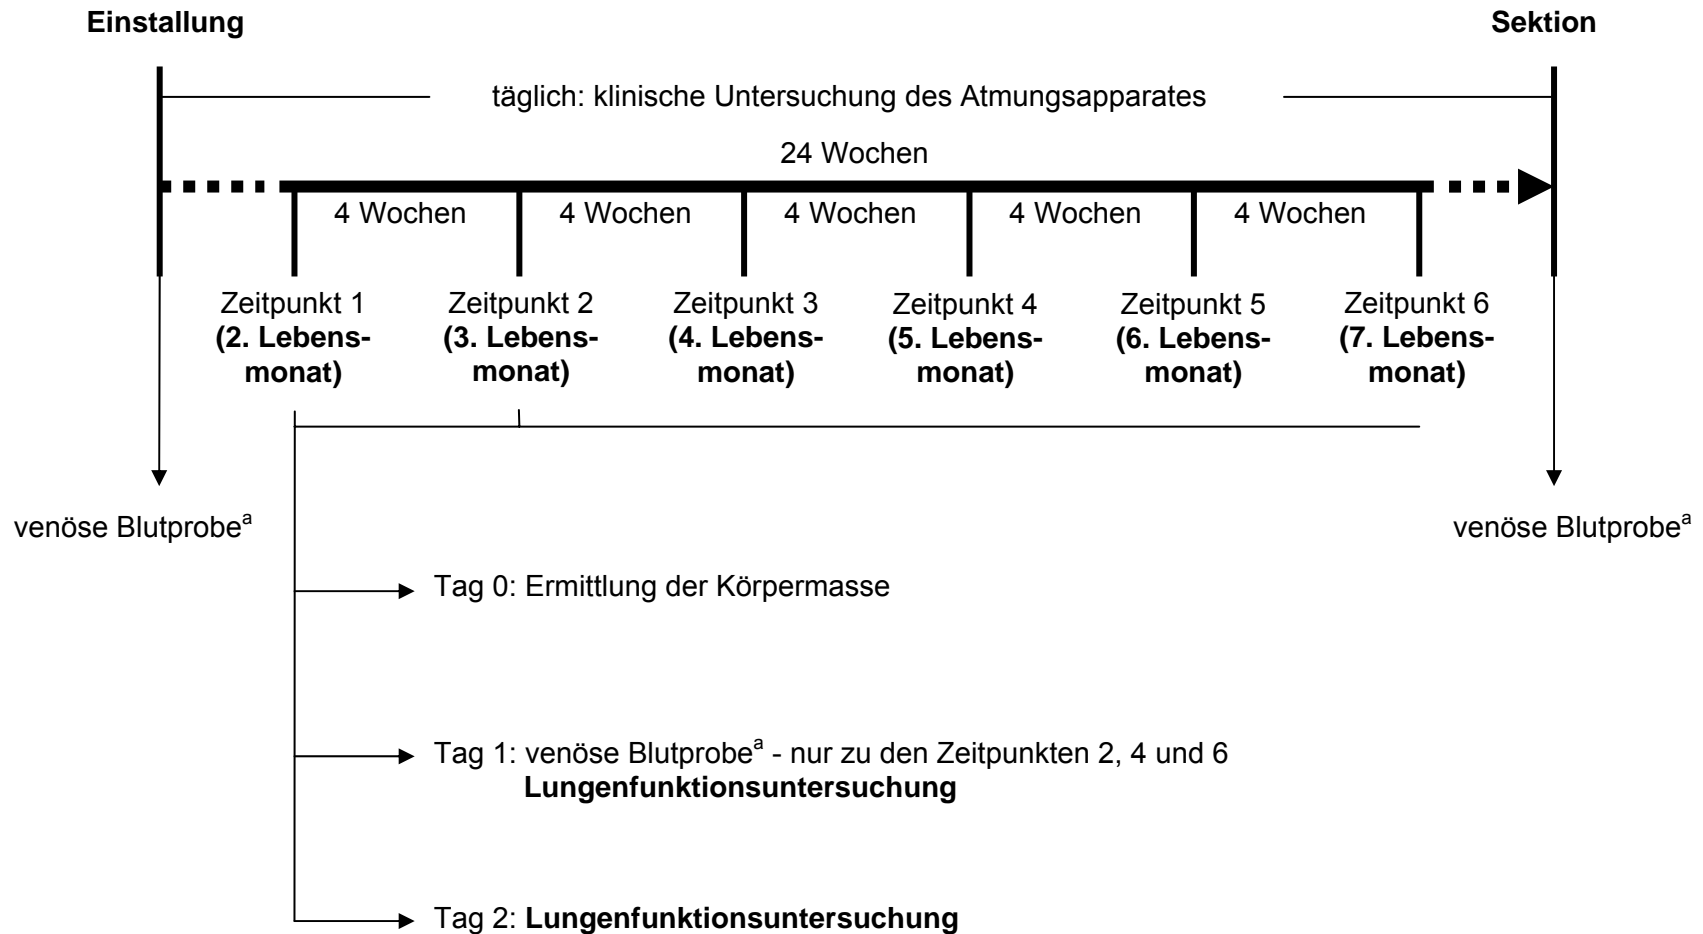 Einstallung
Sektion
täglich: klinische Untersuchung des Atmungsapparates
24 Wochen
4 Wochen 4 Wochen 4 Wochen 4 Wochen 4 Wochen
Zeitpunkt 1 Zeitpunkt 2 Zeitpunkt 3 Zeitpunkt 4 Zeitpunkt 5 Zeitpunkt 6
(2. Lebens- (3. Lebens- (4. Lebens- (5. Lebens- (6. Lebens- (7. Lebens-
monat) monat) monat) monat) monat) monat)
venöse Blutprobeᵃ venöse Blutprobeᵃ
Tag 0: Ermittlung der Körpermasse
Tag 1: venöse Blutprobeᵃ - nur zu den Zeitpunkten 2, 4 und 6
Lungenfunktionsuntersuchung
Tag 2: Lungenfunktionsuntersuchung